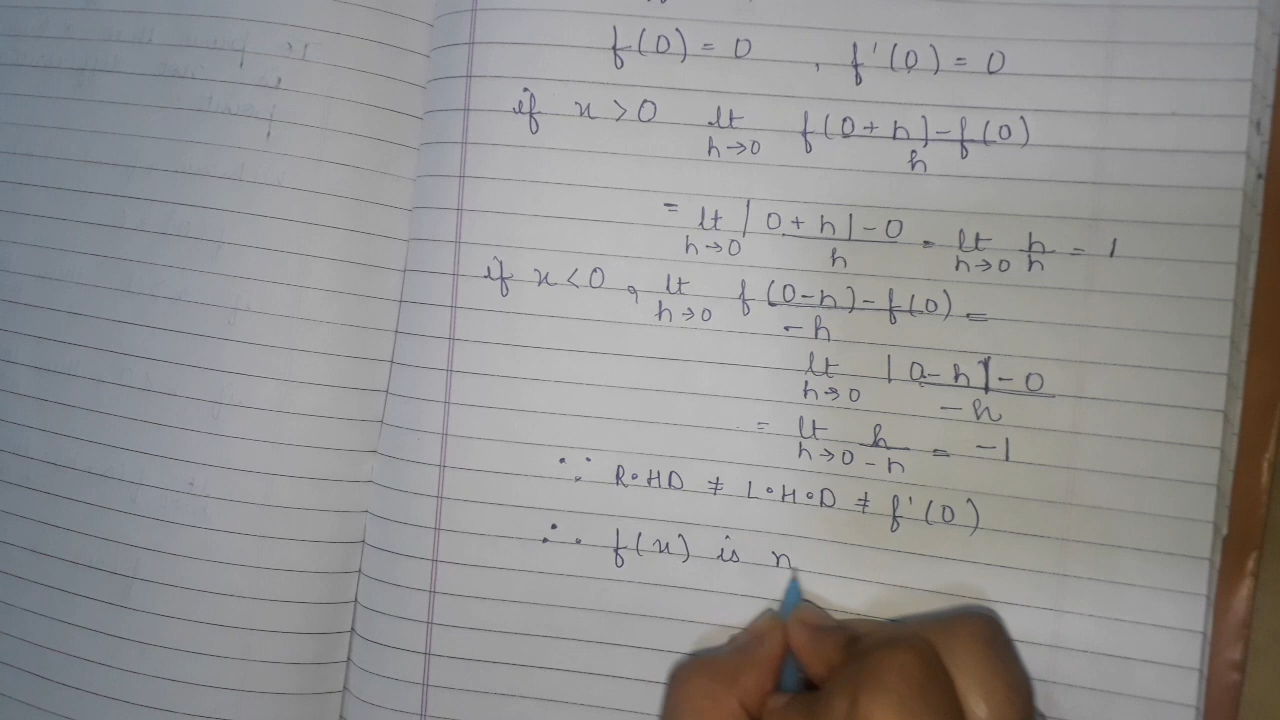 f(0) = 0 , f'(0) = 0
if x > 0 lt h→0 f(0+h) - f(0) / h
= lt h→0 |0+h| - 0 / h = lt h→0 h/h = 1
if x < 0, lt h→0 f(0-h) - f(0) / -h =
lt h→0 |0-h| - 0 / -h
= lt h→0 h/-h = -1
∵ R.HD ≠ L.H.D ≠ f'(0)
∴ f(x) is n